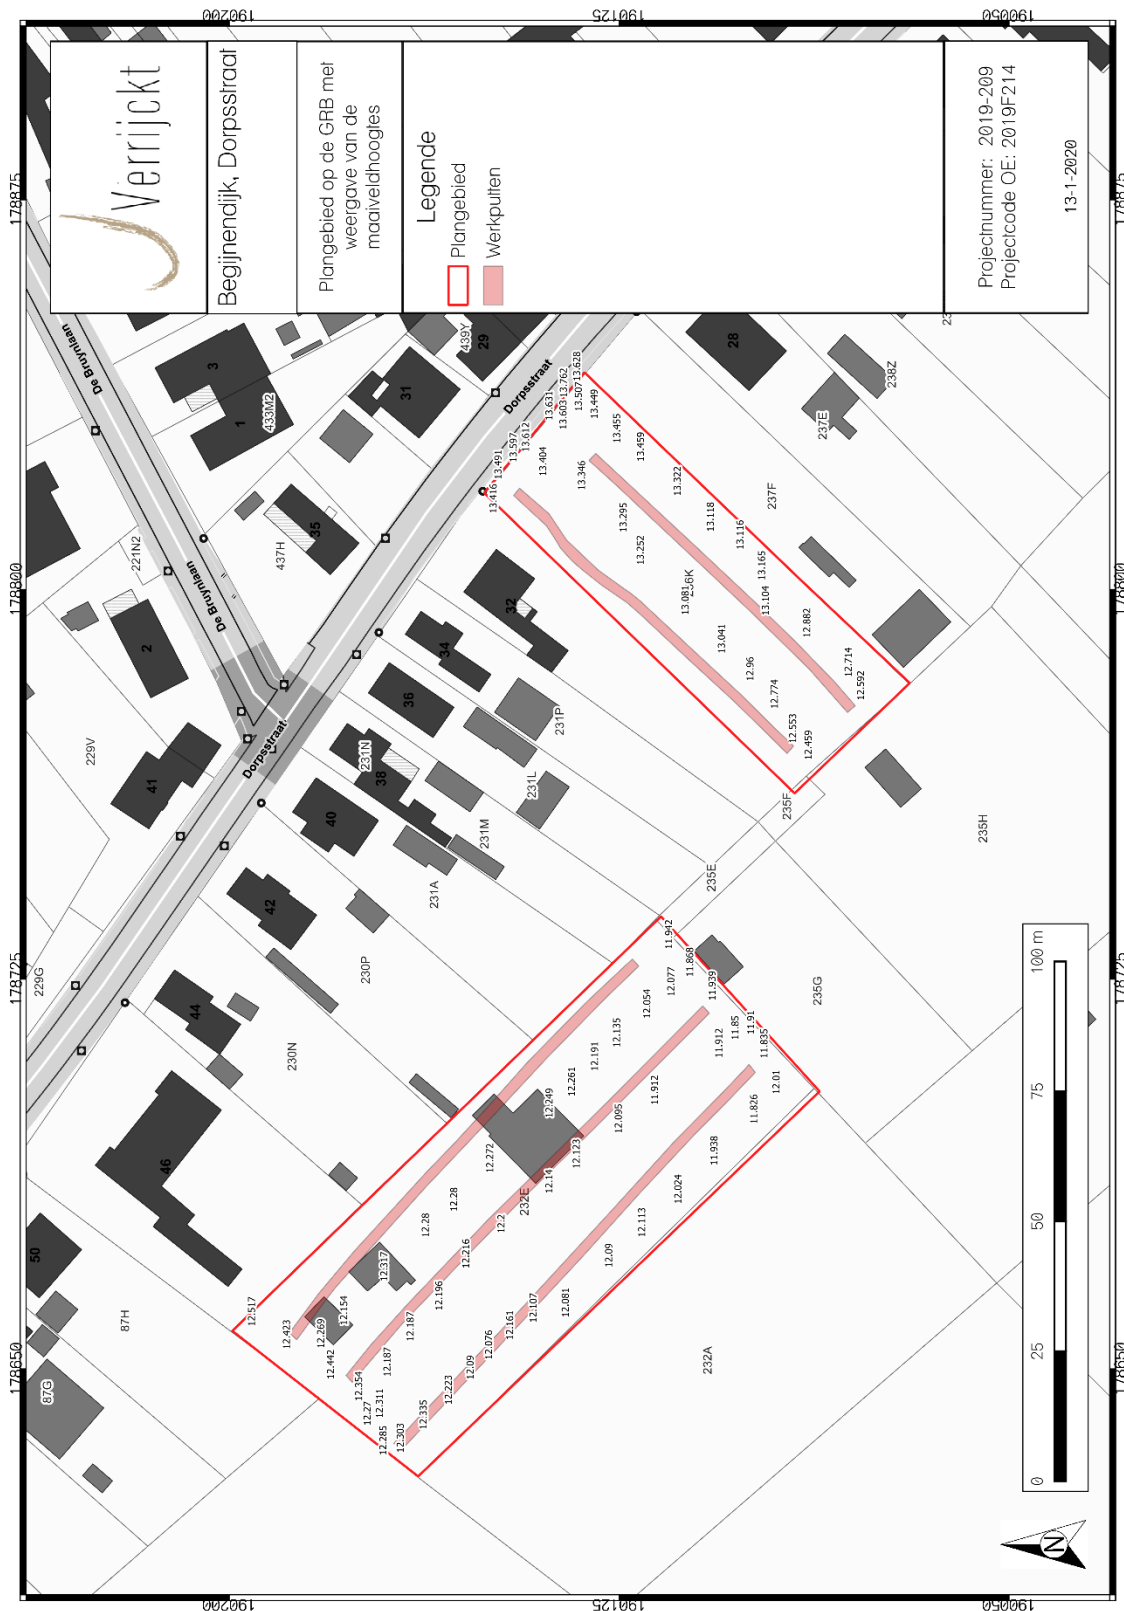 Verrijckt
Begijnendijk, Dorpsstraat
Plangebied op de GRB met
weergave van de
maaiveldhoogtes
Legende
Plangebied
Werkputten
Projectnummer: 2019-209
Projectcode OE: 2019F214
13-1-2020
178650
178725
178800
178875
178650
178725
178800
178875
190200
190125
190050
190200
190125
190050
De Bruynlaan
De Bruynlaan
Dorpsstraat
Dorpsstraat
229G
229V
221N2
433M2
439Y
437H
87G
87H
230N
230P
231A
231M
231N
231L
231P
232E
232A
235E
235F
235G
235H
237F
237E
238Z
50
46
44
42
40
38
36
34
32
41
2
35
1
3
31
29
28
13.416
13.491
13.597
13.612
13.631
13.603
13.762
13.507
13.628
13.449
13.404
13.455
13.459
13.346
13.322
13.295
13.118
13.252
13.116
13.165
13.081
13.104
12.882
13.041
12.96
12.714
12.774
12.592
12.553
12.459
11.942
11.868
12.077
11.939
12.054
12.135
11.912
11.85
11.91
11.835
12.191
12.261
12.249
11.912
12.01
12.095
11.826
12.272
12.123
12.14
11.938
12.28
12.28
12.2
12.024
12.216
12.113
12.317
12.09
12.196
12.154
12.107
12.081
12.517
12.423
12.269
12.187
12.161
12.442
12.187
12.076
12.354
12.09
12.311
12.27
12.223
12.285
12.335
12.303
N
0
25
50
75
100 m